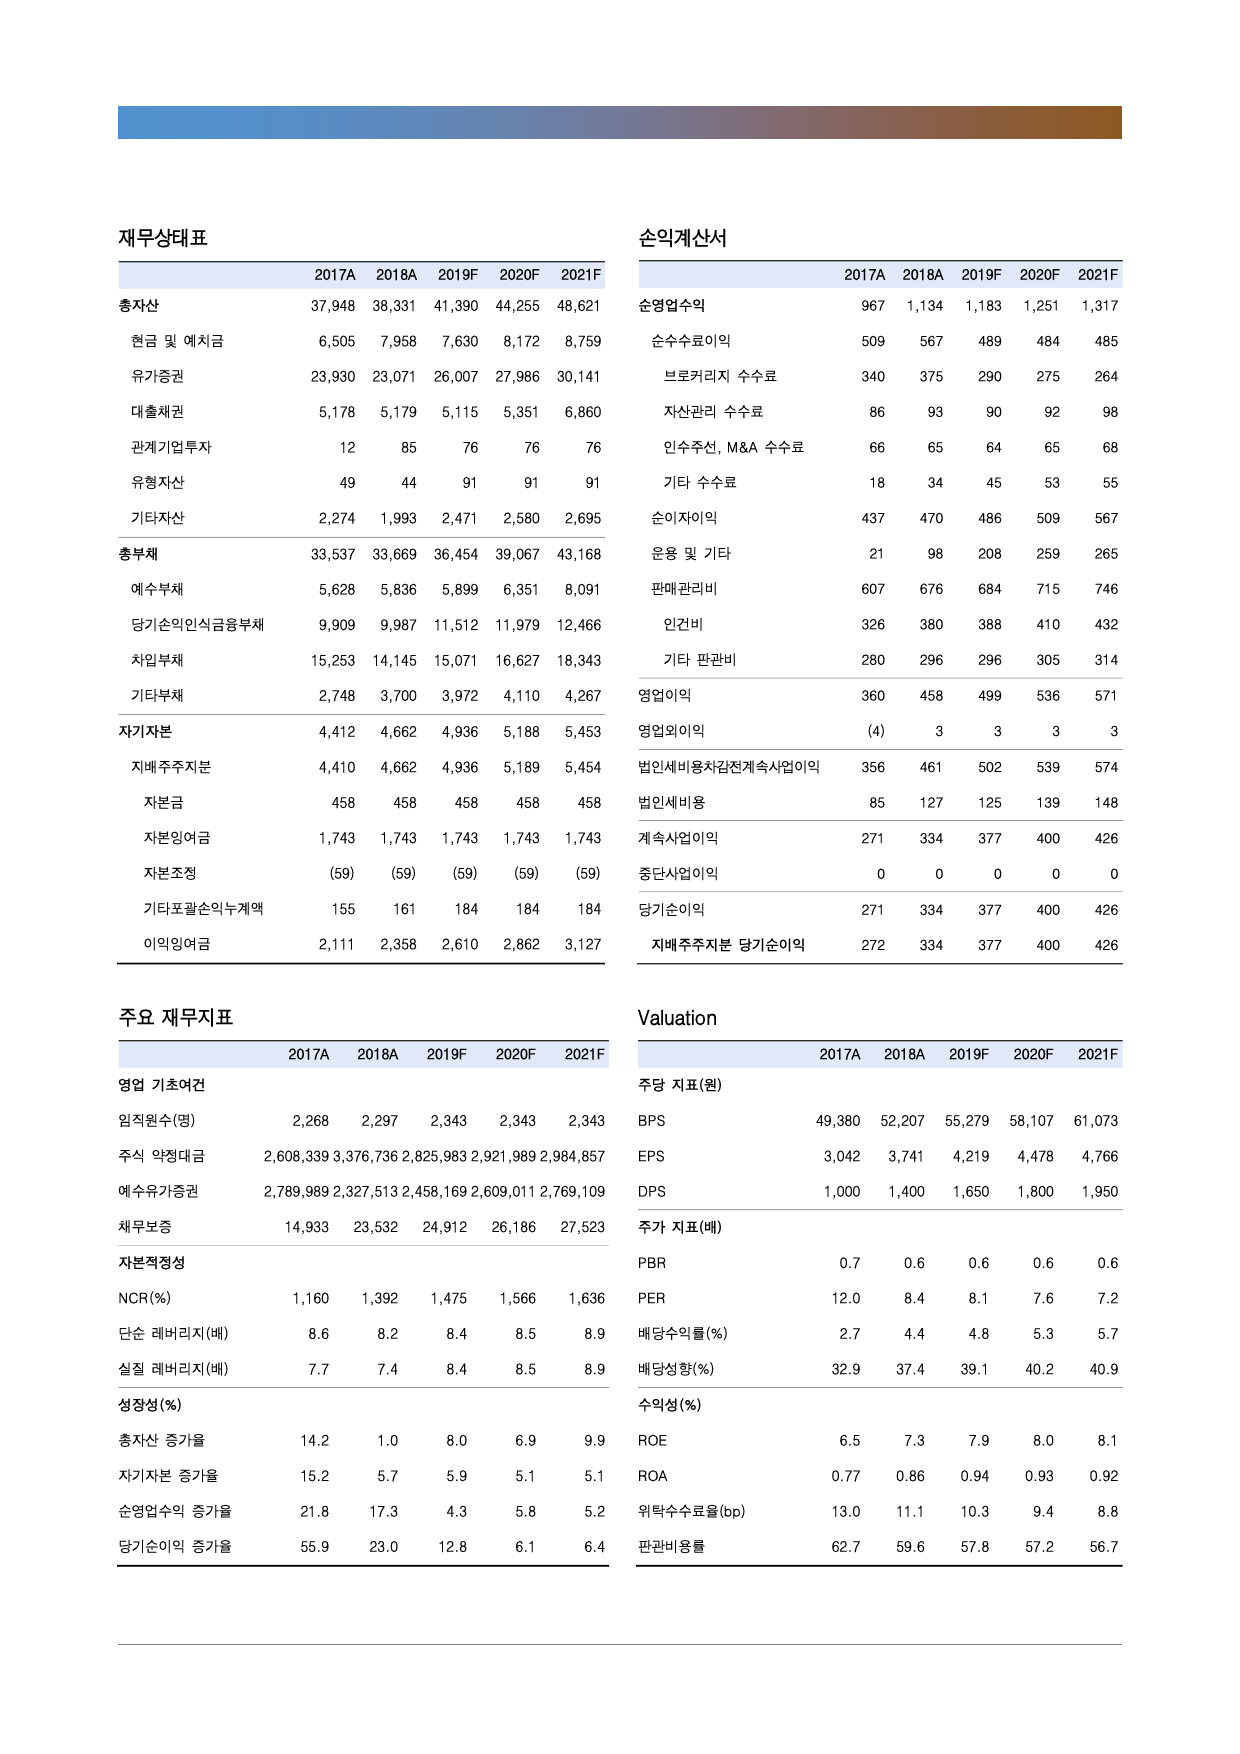 재무상태표
2017A 2018A 2019F 2020F 2021F
총자산 37,948 38,331 41,390 44,255 48,621
현금 및 예치금 6,505 7,958 7,630 8,172 8,759
유가증권 23,930 23,071 26,007 27,986 30,141
대출채권 5,178 5,179 5,115 5,351 6,860
관계기업투자 12 85 76 76 76
유형자산 49 44 91 91 91
기타자산 2,274 1,993 2,471 2,580 2,695
총부채 33,537 33,669 36,454 39,067 43,168
예수부채 5,628 5,836 5,899 6,351 8,091
당기손익인식금융부채 9,909 9,987 11,512 11,979 12,466
차입부채 15,253 14,145 15,071 16,627 18,343
기타부채 2,748 3,700 3,972 4,110 4,267
자기자본 4,412 4,662 4,936 5,188 5,453
지배주주지분 4,410 4,662 4,936 5,189 5,454
자본금 458 458 458 458 458
자본잉여금 1,743 1,743 1,743 1,743 1,743
자본조정 (59) (59) (59) (59) (59)
기타포괄손익누계액 155 161 184 184 184
이익잉여금 2,111 2,358 2,610 2,862 3,127
손익계산서
2017A 2018A 2019F 2020F 2021F
순영업수익 967 1,134 1,183 1,251 1,317
순수수료이익 509 567 489 484 485
브로커리지 수수료 340 375 290 275 264
자산관리 수수료 86 93 90 92 98
인수주선, M&A 수수료 66 65 64 65 68
기타 수수료 18 34 45 53 55
순이자이익 437 470 486 509 567
운용 및 기타 21 98 208 259 265
판매관리비 607 676 684 715 746
인건비 326 380 388 410 432
기타 판관비 280 296 296 305 314
영업이익 360 458 499 536 571
영업외이익 (4) 3 3 3 3
법인세비용차감전계속사업이익 356 461 502 539 574
법인세비용 85 127 125 139 148
계속사업이익 271 334 377 400 426
중단사업이익 0 0 0 0 0
당기순이익 271 334 377 400 426
지배주주지분 당기순이익 272 334 377 400 426
주요 재무지표
2017A 2018A 2019F 2020F 2021F
영업 기초여건
임직원수(명) 2,268 2,297 2,343 2,343 2,343
주식 약정대금 2,608,339 3,376,736 2,825,983 2,921,989 2,984,857
예수유가증권 2,789,989 2,327,513 2,458,169 2,609,011 2,769,109
채무보증 14,933 23,532 24,912 26,186 27,523
자본적정성
NCR(%) 1,160 1,392 1,475 1,566 1,636
단순 레버리지(배) 8.6 8.2 8.4 8.5 8.9
실질 레버리지(배) 7.7 7.4 8.4 8.5 8.9
성장성(%)
총자산 증가율 14.2 1.0 8.0 6.9 9.9
자기자본 증가율 15.2 5.7 5.9 5.1 5.1
순영업수익 증가율 21.8 17.3 4.3 5.8 5.2
당기순이익 증가율 55.9 23.0 12.8 6.1 6.4
Valuation
2017A 2018A 2019F 2020F 2021F
주당 지표(원)
BPS 49,380 52,207 55,279 58,107 61,073
EPS 3,042 3,741 4,219 4,478 4,766
DPS 1,000 1,400 1,650 1,800 1,950
주가 지표(배)
PBR 0.7 0.6 0.6 0.6 0.6
PER 12.0 8.4 8.1 7.6 7.2
배당수익률(%) 2.7 4.4 4.8 5.3 5.7
배당성향(%) 32.9 37.4 39.1 40.2 40.9
수익성(%)
ROE 6.5 7.3 7.9 8.0 8.1
ROA 0.77 0.86 0.94 0.93 0.92
위탁수수료율(bp) 13.0 11.1 10.3 9.4 8.8
판관비용률 62.7 59.6 57.8 57.2 56.7